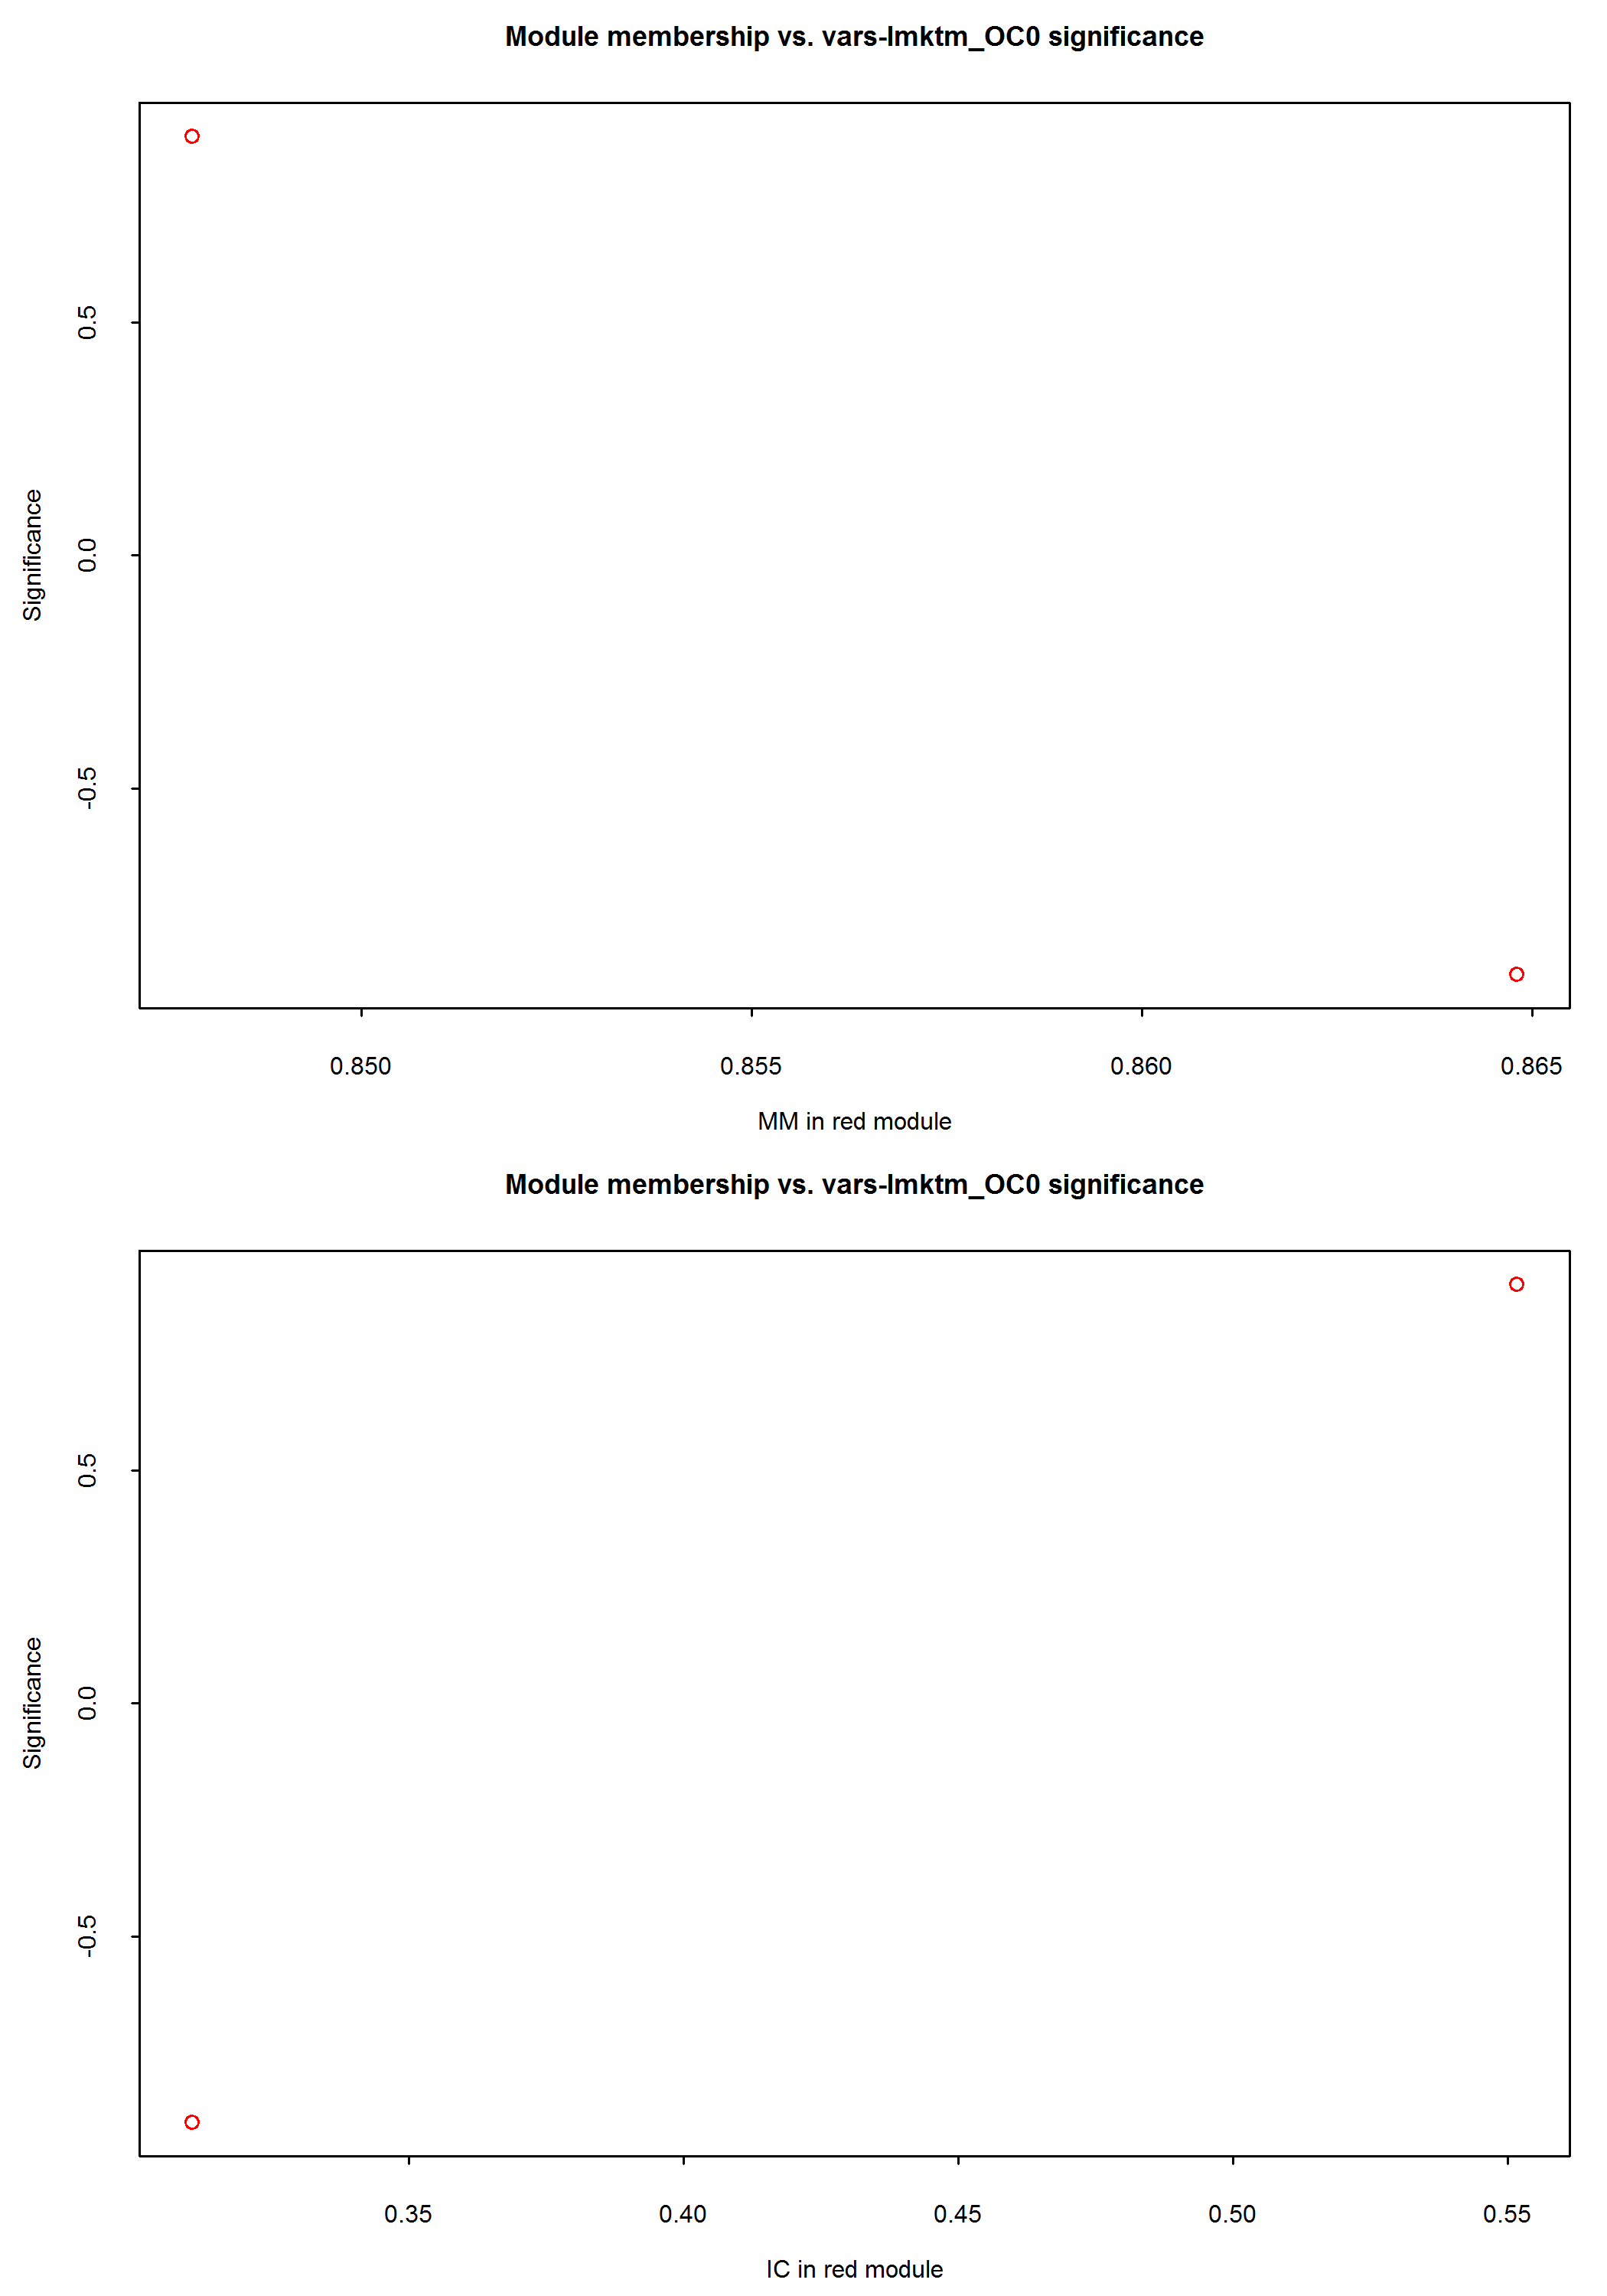 Module membership vs. vars-lmktm_OC0 significance
Significance
0.5
0.0
-0.5
0.850 0.855 0.860 0.865
MM in red module
Module membership vs. vars-lmktm_OC0 significance
Significance
0.5
0.0
-0.5
0.35 0.40 0.45 0.50 0.55
IC in red module